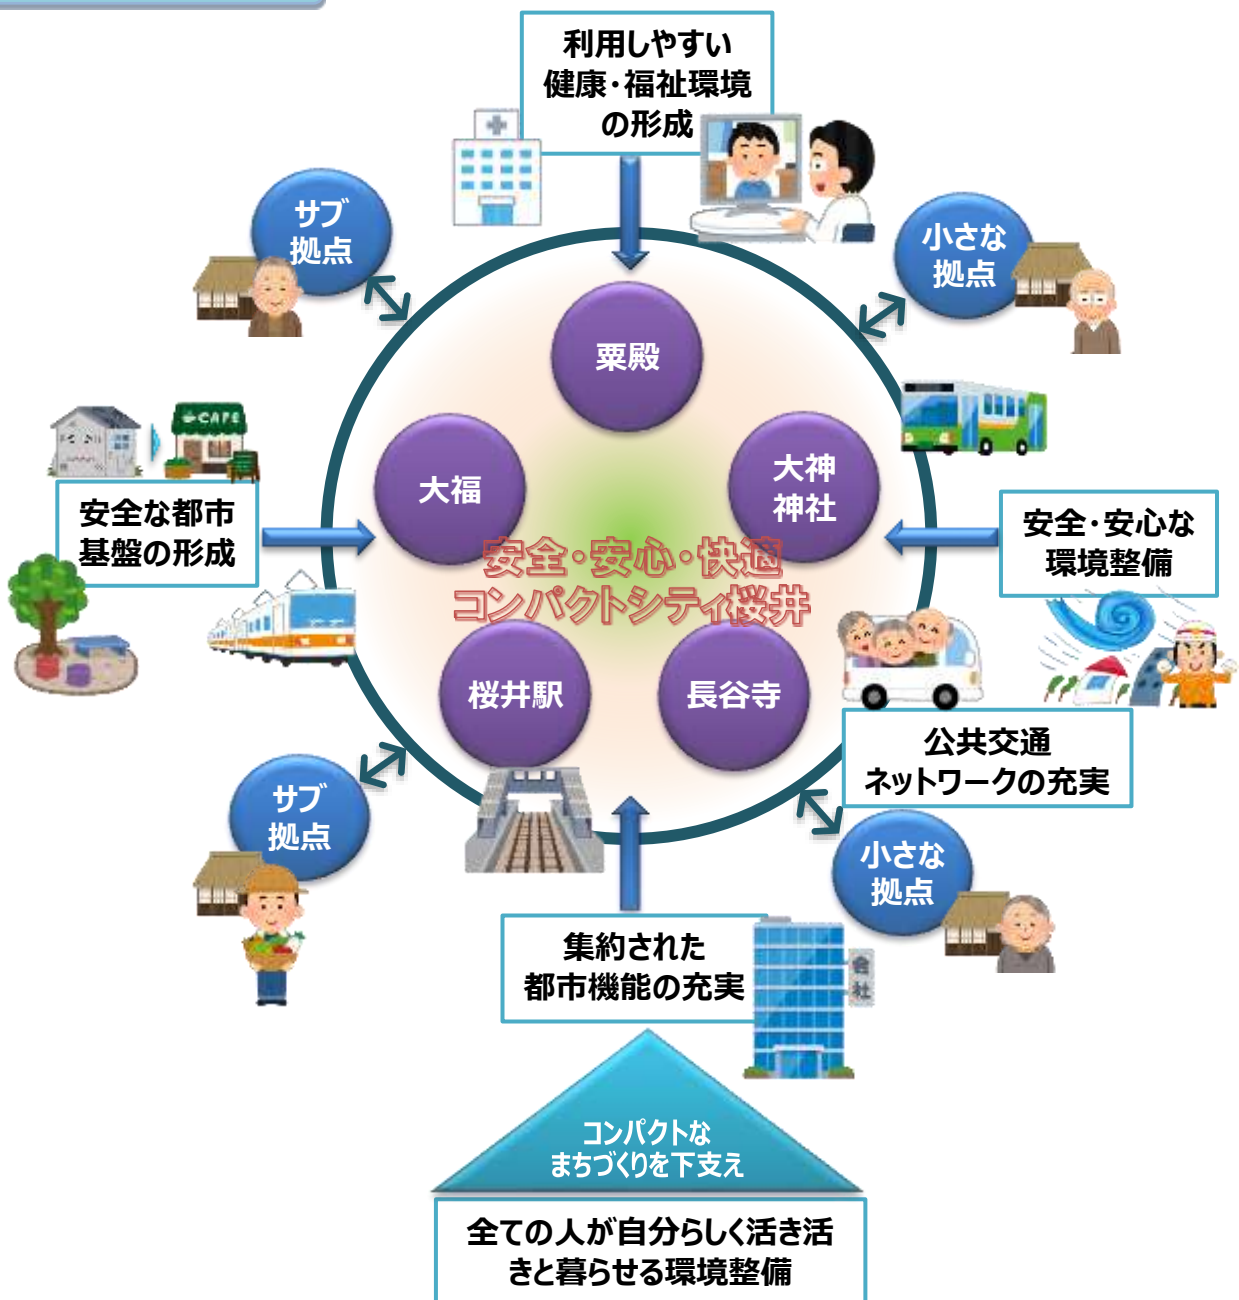 利用しやすい
健康・福祉環境
の形成
サブ
拠点
小さな
拠点
粟殿
大福
大神
神社
CAFE
安全な都市
基盤の形成
安全・安心な
環境整備
安全・安心・快適
コンパクトシティ桜井
桜井駅
長谷寺
公共交通
ネットワークの充実
サブ
拠点
小さな
拠点
集約された
都市機能の充実
会社
コンパクトな
まちづくりを下支え
全ての人が自分らしく活き活
きと暮らせる環境整備